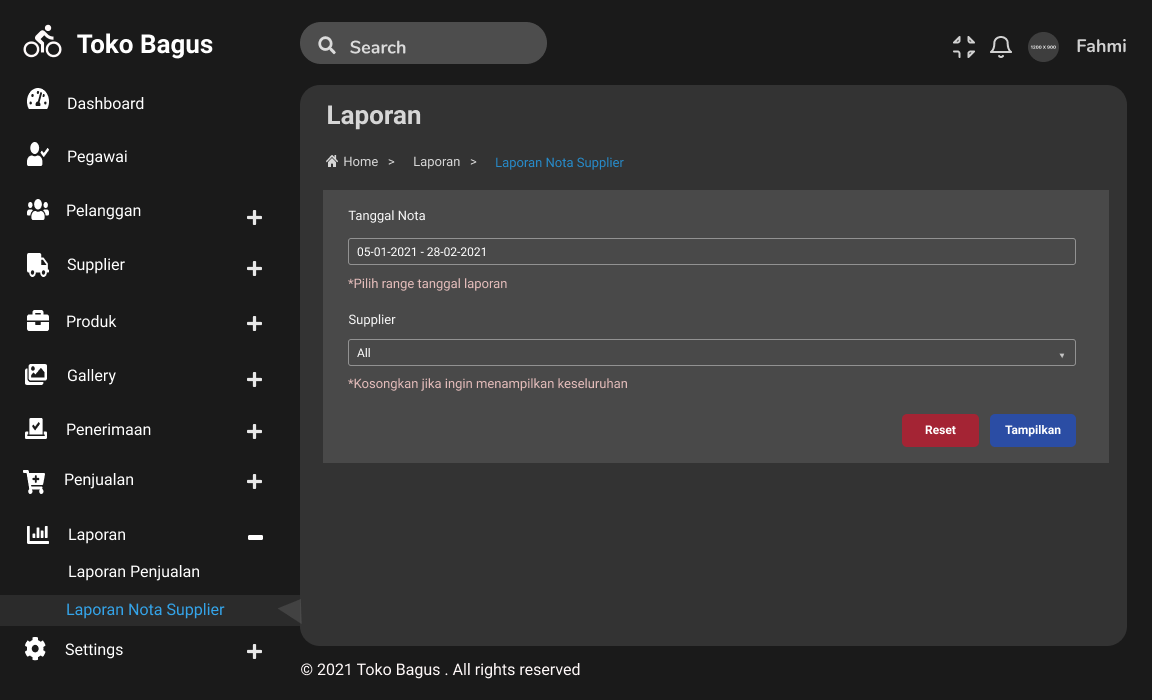 Toko Bagus
Search
1200 X 900
Fahmi
Dashboard
Pegawai
Pelanggan
Supplier
Produk
Gallery
Penerimaan
Penjualan
Laporan
Laporan Penjualan
Laporan Nota Supplier
Settings
Laporan
Home > Laporan > Laporan Nota Supplier
Tanggal Nota
05-01-2021 - 28-02-2021
*Pilih range tanggal laporan
Supplier
All
*Kosongkan jika ingin menampilkan keseluruhan
Reset Tampilkan
© 2021 Toko Bagus . All rights reserved